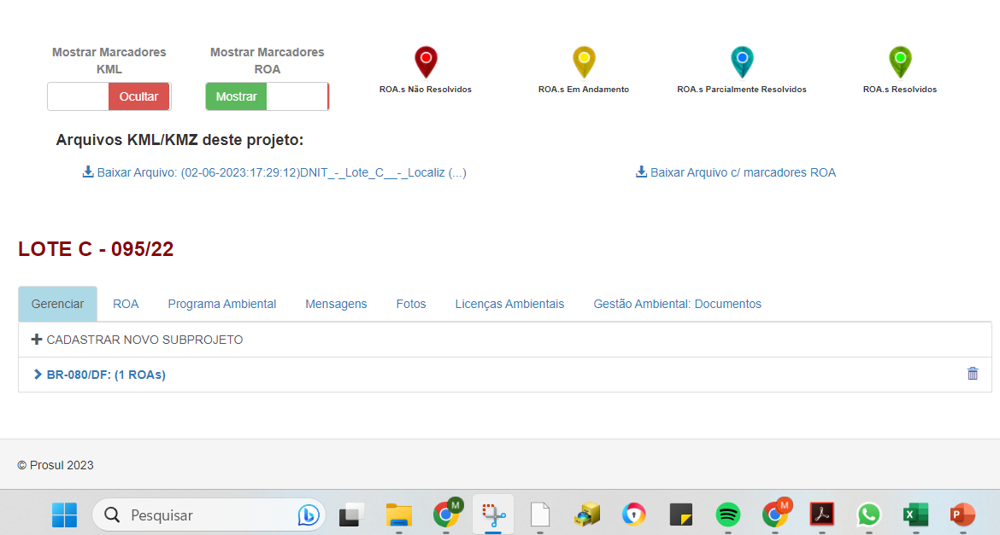 Mostrar Marcadores
KML
Mostrar Marcadores
ROA
Ocultar
Mostrar
ROA.s Não Resolvidos
ROA.s Em Andamento
ROA.s Parcialmente Resolvidos
ROA.s Resolvidos
Arquivos KML/KMZ deste projeto:
Baixar Arquivo: (02-06-2023:17:29:12)DNIT_-_Lote_C__-_Localiz (...)
Baixar Arquivo c/ marcadores ROA
LOTE C - 095/22
Gerenciar ROA Programa Ambiental Mensagens Fotos Licenças Ambientais Gestão Ambiental: Documentos
CADASTRAR NOVO SUBPROJETO
BR-080/DF: (1 ROAs)
© Prosul 2023
Pesquisar
M
M